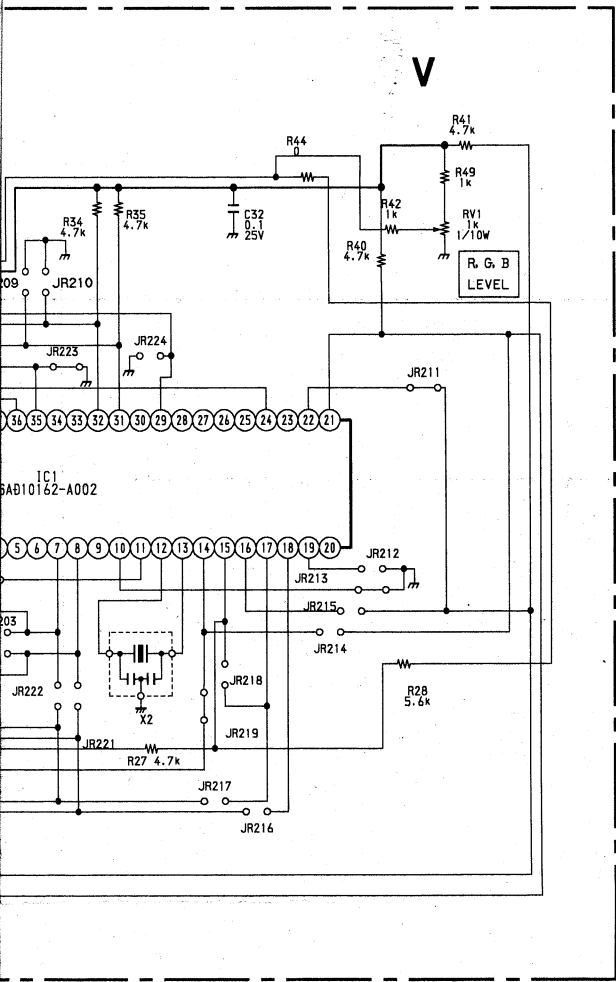 V
R41
4.7k
R44
0
R49
1k
R42
1k
RV1
1k
1/10W
R34
4.7k
R35
4.7k
C32
0.1
25V
R40
4.7k
R, G, B
LEVEL
209
JR210
JR224
JR223
JR211
36 35 34 33 32 31 30 29 28 27 26 25 24 23 22 21
IC1
6AD10162-A002
5 6 7 8 9 10 11 12 13 14 15 16 17 18 19 20
JR212
JR213
JR215
203
JR214
JR222
JR218
R28
5.6k
X2
JR221
JR219
R27 4.7k
JR217
JR216